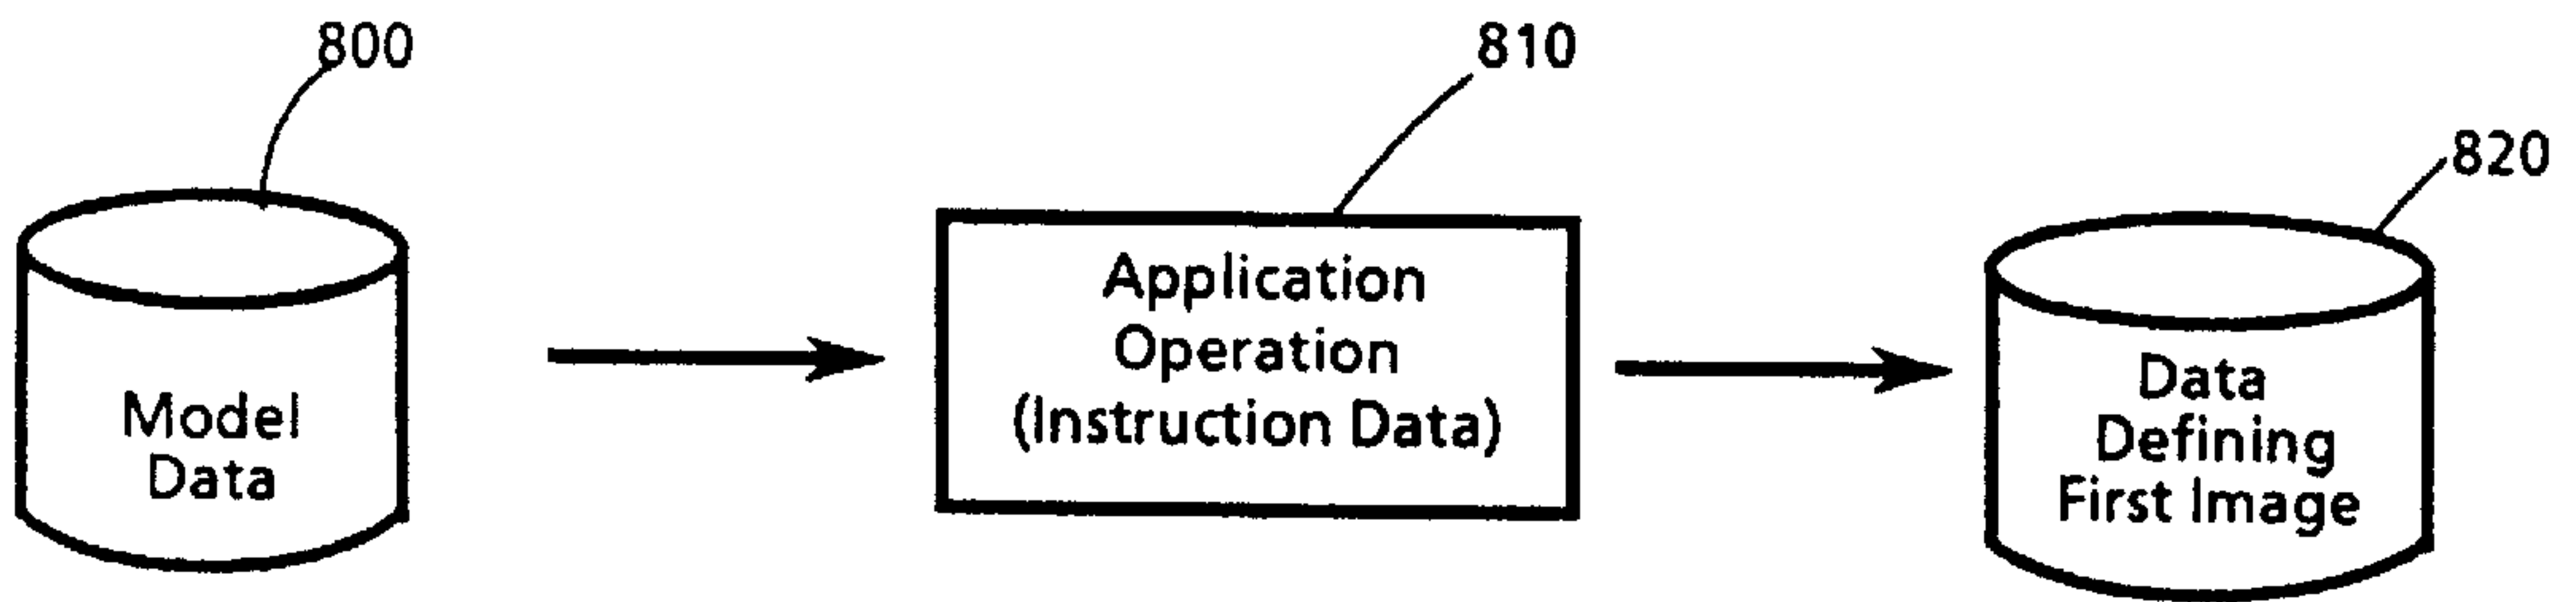 800
810
820
Model
Data
Application
Operation
(Instruction Data)
Data
Defining
First Image